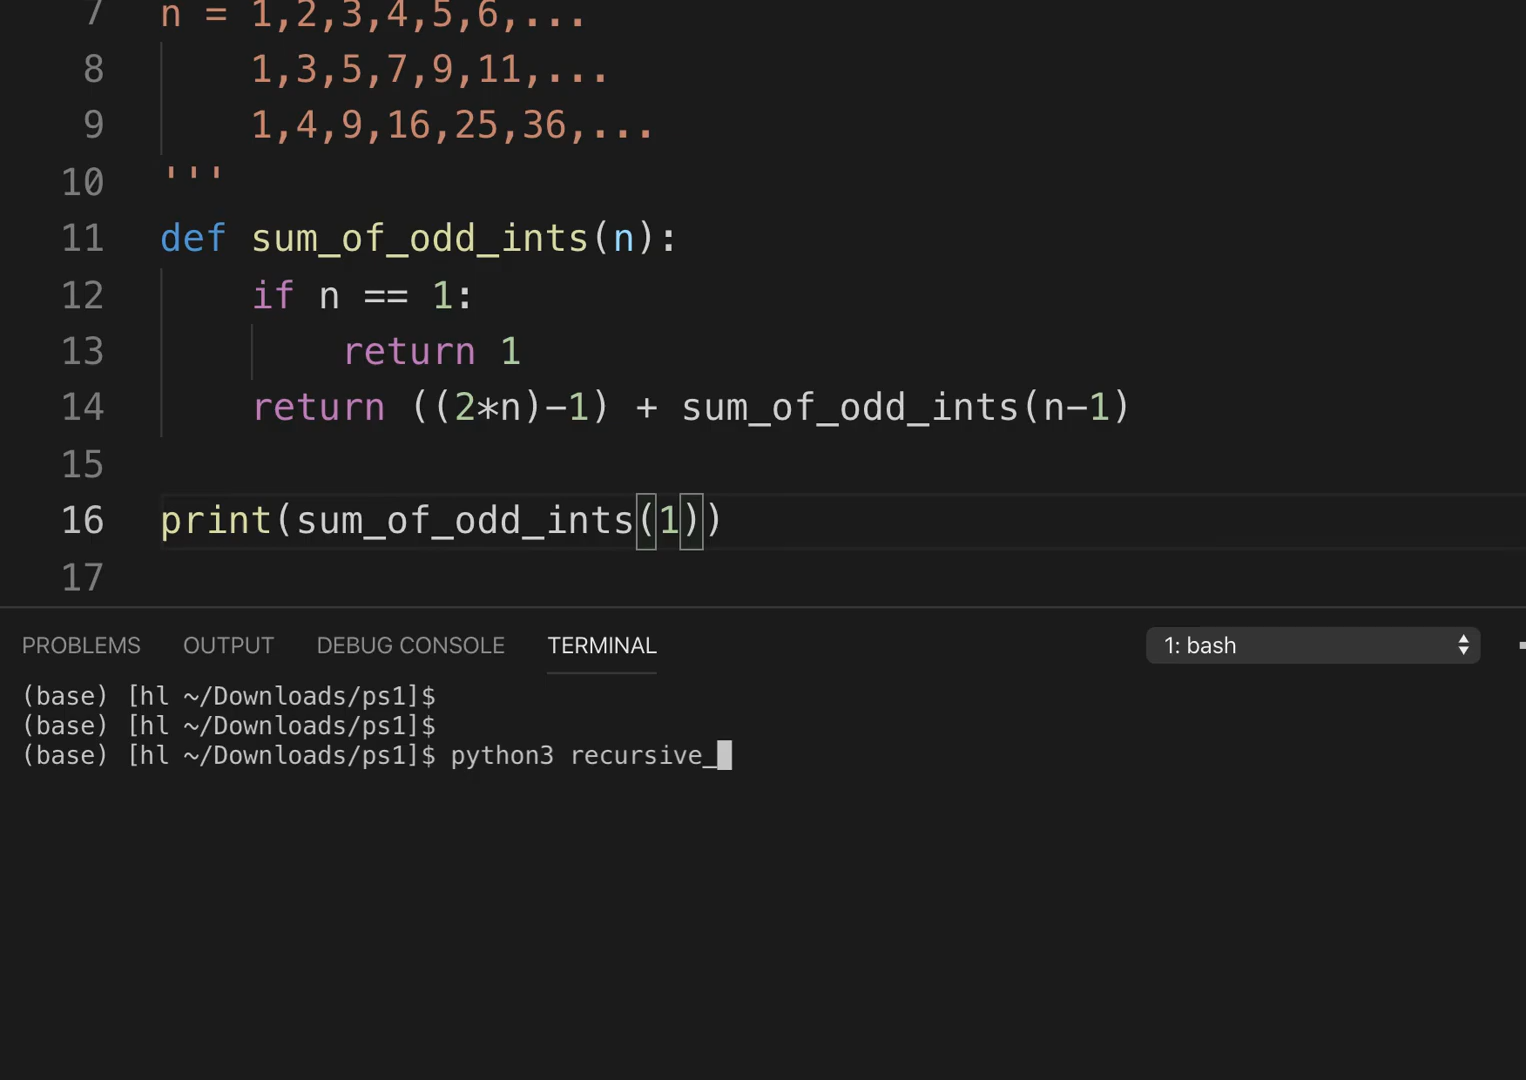 7 n = 1,2,3,4,5,6,...
8 1,3,5,7,9,11,...
9 1,4,9,16,25,36,...
10 '''
11 def sum_of_odd_ints(n):
12 if n == 1:
13 return 1
14 return ((2*n)-1) + sum_of_odd_ints(n-1)
15
16 print(sum_of_odd_ints(1))
17
PROBLEMS OUTPUT DEBUG CONSOLE TERMINAL 1: bash
(base) [hl ~/Downloads/ps1]$
(base) [hl ~/Downloads/ps1]$
(base) [hl ~/Downloads/ps1]$ python3 recursive_